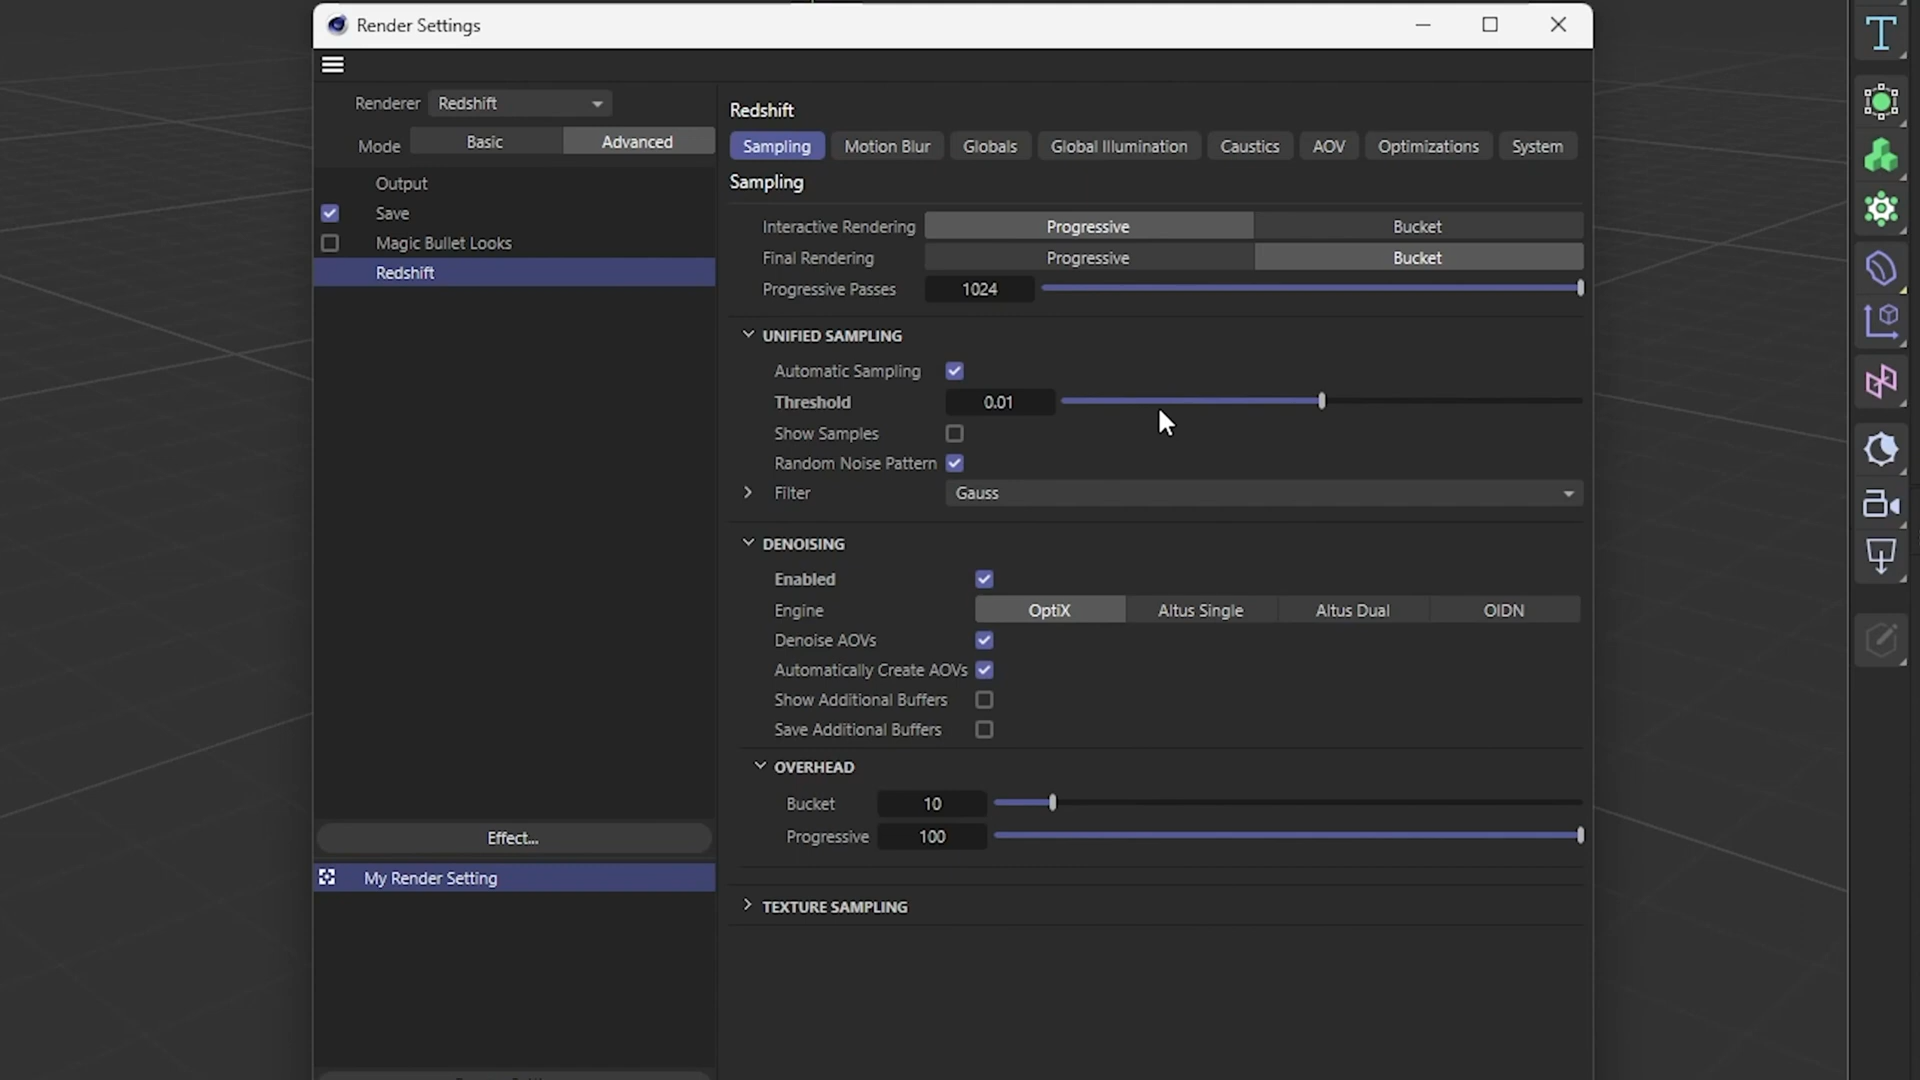 Render Settings
Renderer Redshift
Mode Basic Advanced
Output
Save
Magic Bullet Looks
Redshift
Effect...
My Render Setting
Redshift
Sampling Motion Blur Globals Global Illumination Caustics AOV Optimizations System
Sampling
Interactive Rendering Progressive Bucket
Final Rendering Progressive Bucket
Progressive Passes 1024
UNIFIED SAMPLING
Automatic Sampling
Threshold 0.01
Show Samples
Random Noise Pattern
Filter Gauss
DENOISING
Enabled
Engine OptiX Altus Single Altus Dual OIDN
Denoise AOVs
Automatically Create AOVs
Show Additional Buffers
Save Additional Buffers
OVERHEAD
Bucket 10
Progressive 100
TEXTURE SAMPLING